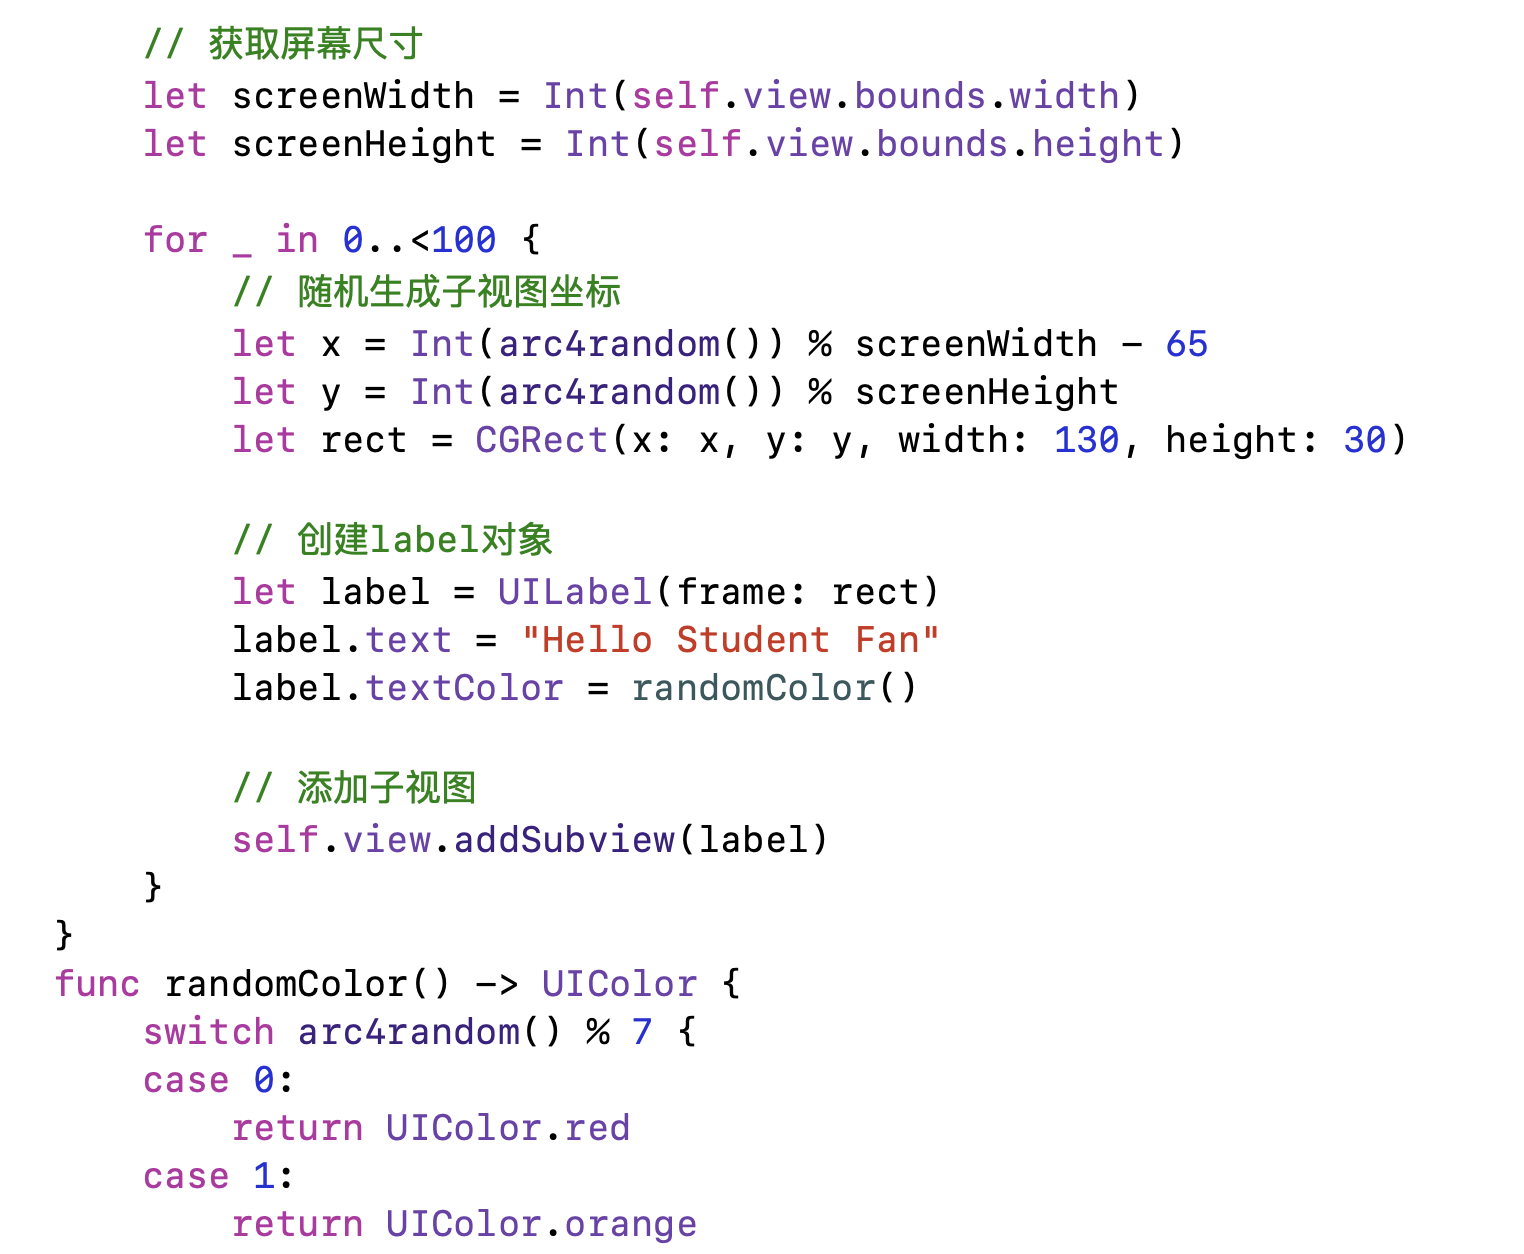 // 获取屏幕尺寸
let screenWidth = Int(self.view.bounds.width)
let screenHeight = Int(self.view.bounds.height)
for _ in 0..<100 {
// 随机生成子视图坐标
let x = Int(arc4random()) % screenWidth - 65
let y = Int(arc4random()) % screenHeight
let rect = CGRect(x: x, y: y, width: 130, height: 30)
// 创建label对象
let label = UILabel(frame: rect)
label.text = "Hello Student Fan"
label.textColor = randomColor()
// 添加子视图
self.view.addSubview(label)
}
}
func randomColor() -> UIColor {
switch arc4random() % 7 {
case 0:
return UIColor.red
case 1:
return UIColor.orange